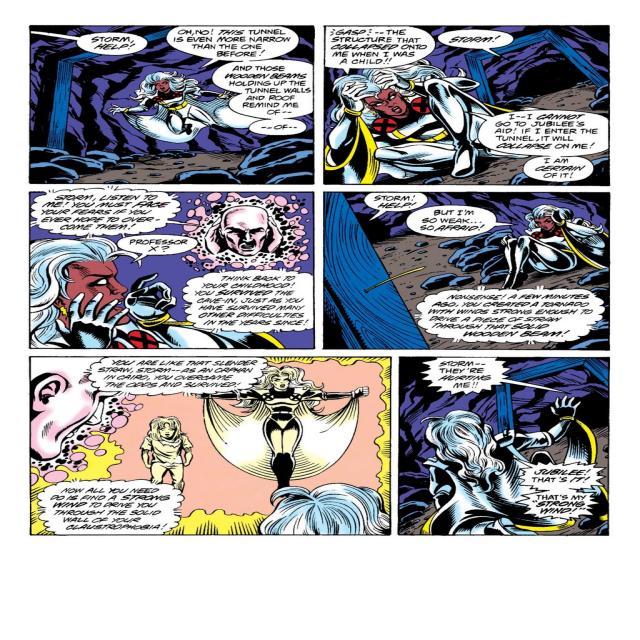 STORM,
HELP!
OH, NO! THIS TUNNEL
IS EVEN MORE NARROW
THAN THE ONE
BEFORE!
AND THOSE
WOODEN BEAMS
HOLDING UP THE
TUNNEL WALLS
AND ROOF
REMIND ME
OF--
--OF--
:GASP:--THE
STRUCTURE THAT
COLLAPSED ONTO
ME WHEN I WAS
A CHILD!!
STORM!
I--I CANNOT
GO TO JUBILEE'S
AID! IF I ENTER THE
TUNNEL, IT WILL
COLLAPSE ON ME!
I AM
CERTAIN
OF IT!
STORM, LISTEN TO
ME! YOU MUST FACE
YOUR FEARS IF YOU
EVER HOPE TO OVER-
COME THEM!
PROFESSOR
X?
THINK BACK TO
YOUR CHILDHOOD!
YOU SURVIVED THE
CAVE-IN, JUST AS YOU
HAVE SURVIVED MANY
OTHER DIFFICULTIES
IN THE YEARS SINCE!
STORM!
HELP!
BUT I'M
SO WEAK...
SO AFRAID!
NONSENSE! A FEW MINUTES
AGO, YOU CREATED A TORNADO
WITH WINDS STRONG ENOUGH TO
DRIVE A PIECE OF STRAW
THROUGH THAT SOLID
WOODEN BEAM!
YOU ARE LIKE THAT SLENDER
STRAW, STORM--AS AN ORPHAN
IN CAIRO, YOU OVERCAME
THE ODDS AND SURVIVED!
NOW ALL YOU NEED
DO IS FIND A STRONG
WIND TO DRIVE YOU
THROUGH THE SOLID
WALL OF YOUR
CLAUSTROPHOBIA!
STORM--
THEY'RE
HURTING
ME!!
JUBILEE!
THAT'S IT!
THAT'S MY
"STRONG
WIND!"